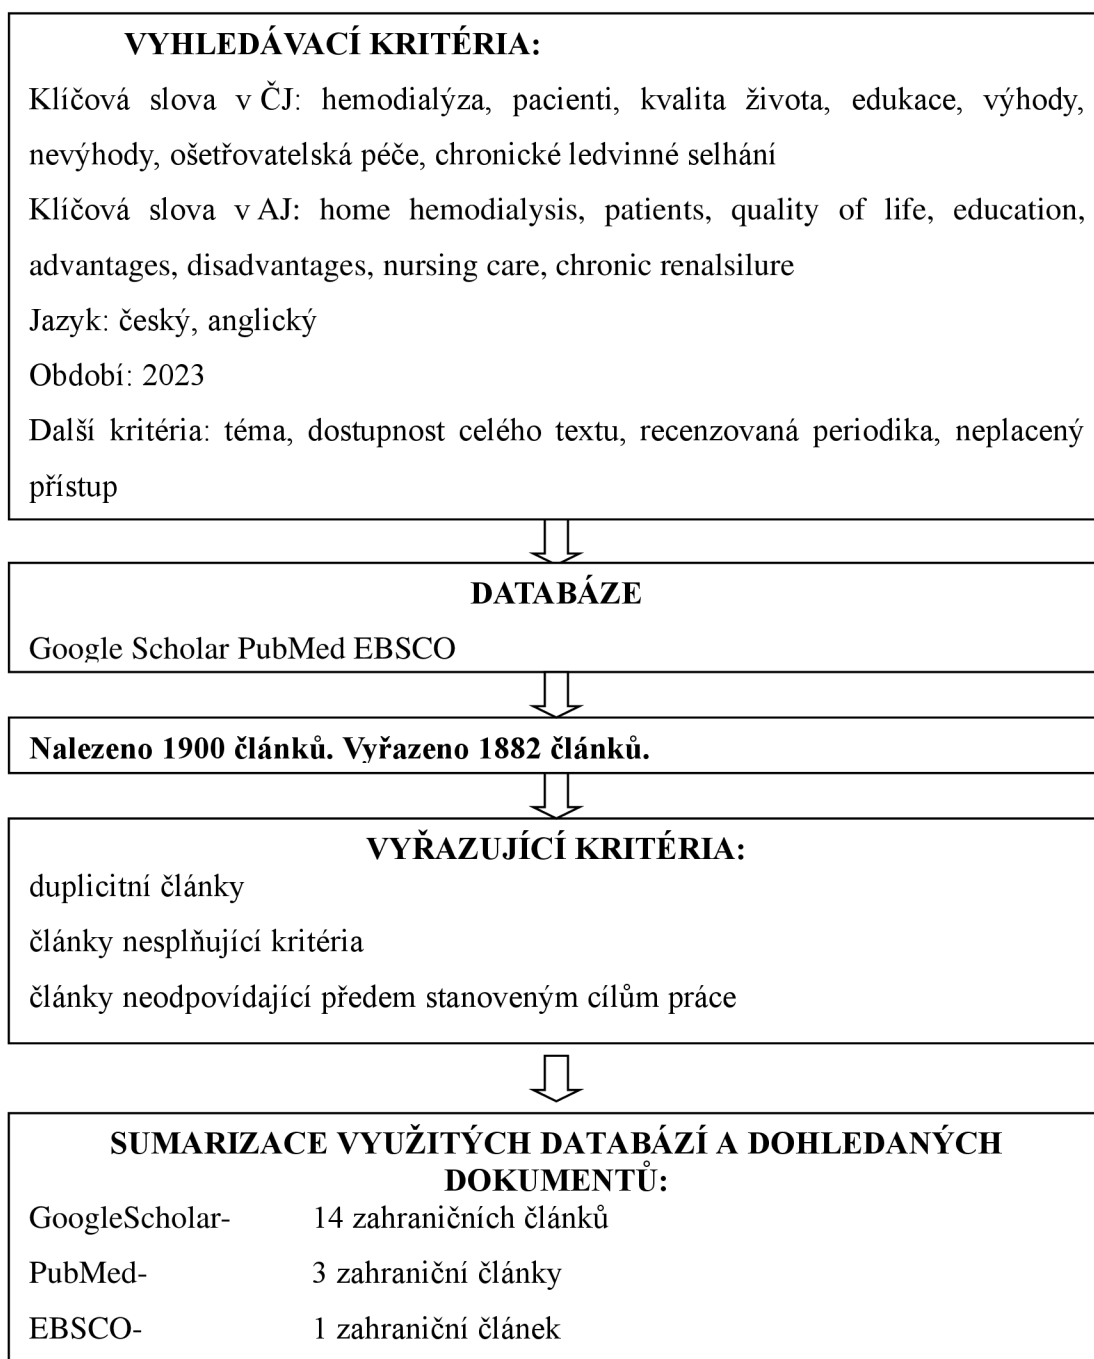 VYHLEDÁVACÍ KRITÉRIA:
Klíčová slova v ČJ: hemodialýza, pacienti, kvalita života, edukace, výhody,
nevýhody, ošetřovatelská péče, chronické ledvinné selhání
Klíčová slova v AJ: home hemodialysis, patients, quality of life, education,
advantages, disadvantages, nursing care, chronic renalsilure
Jazyk: český, anglický
Období: 2023
Další kritéria: téma, dostupnost celého textu, recenzovaná periodika, neplacený
přístup
DATABÁZE
Google Scholar PubMed EBSCO
Nalezeno 1900 článků. Vyřazeno 1882 článků.
VYŘAZUJÍCÍ KRITÉRIA:
duplicitní články
články nesplňující kritéria
články neodpovídající předem stanoveným cílům práce
SUMARIZACE VYUŽITÝCH DATABÁZÍ A DOHLEDANÝCH
DOKUMENTŮ:
GoogleScholar- 14 zahraničních článků
PubMed- 3 zahraniční články
EBSCO- 1 zahraniční článek